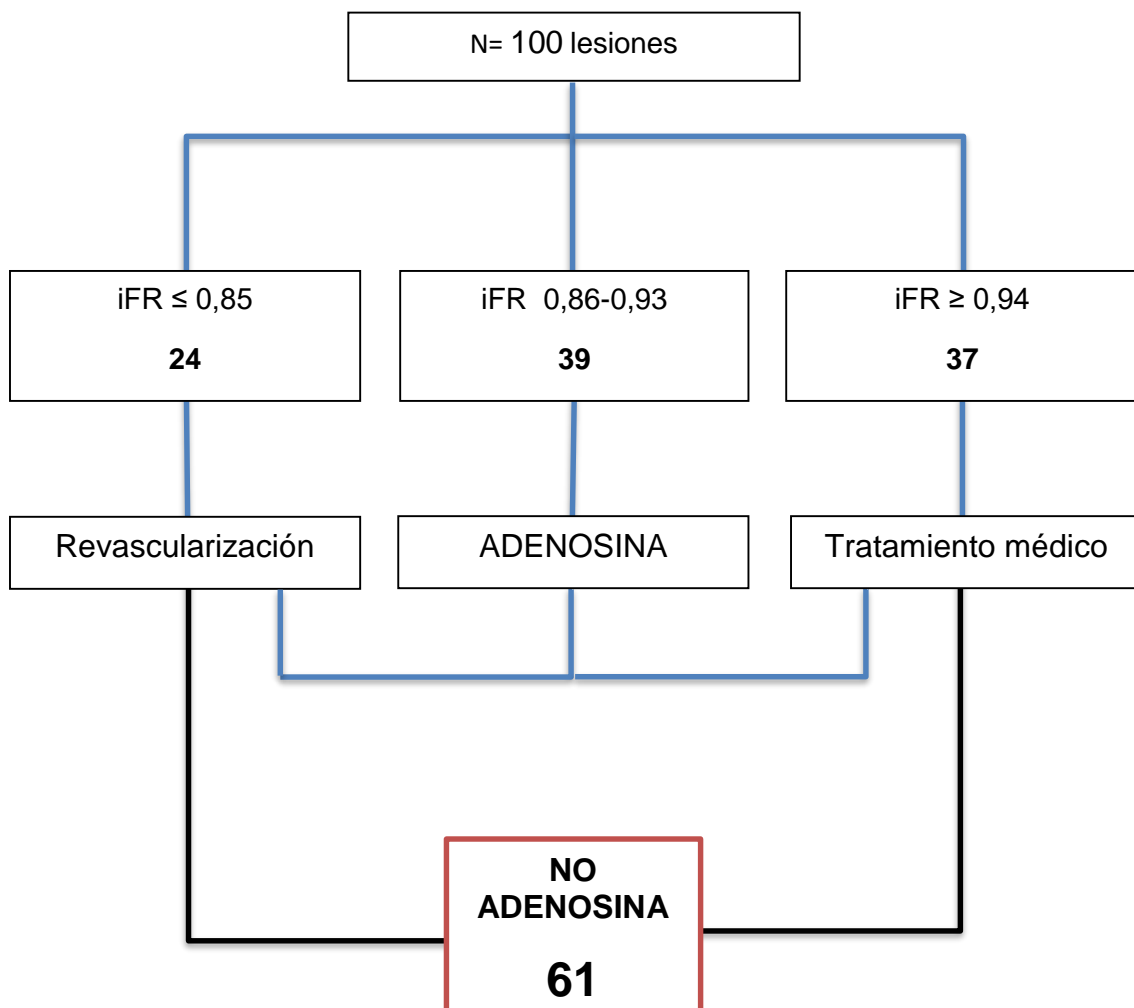 N= 100 lesiones
iFR ≤ 0,85
24
iFR 0,86-0,93
39
iFR ≥ 0,94
37
Revascularización
ADENOSINA
Tratamiento médico
NO
ADENOSINA
61